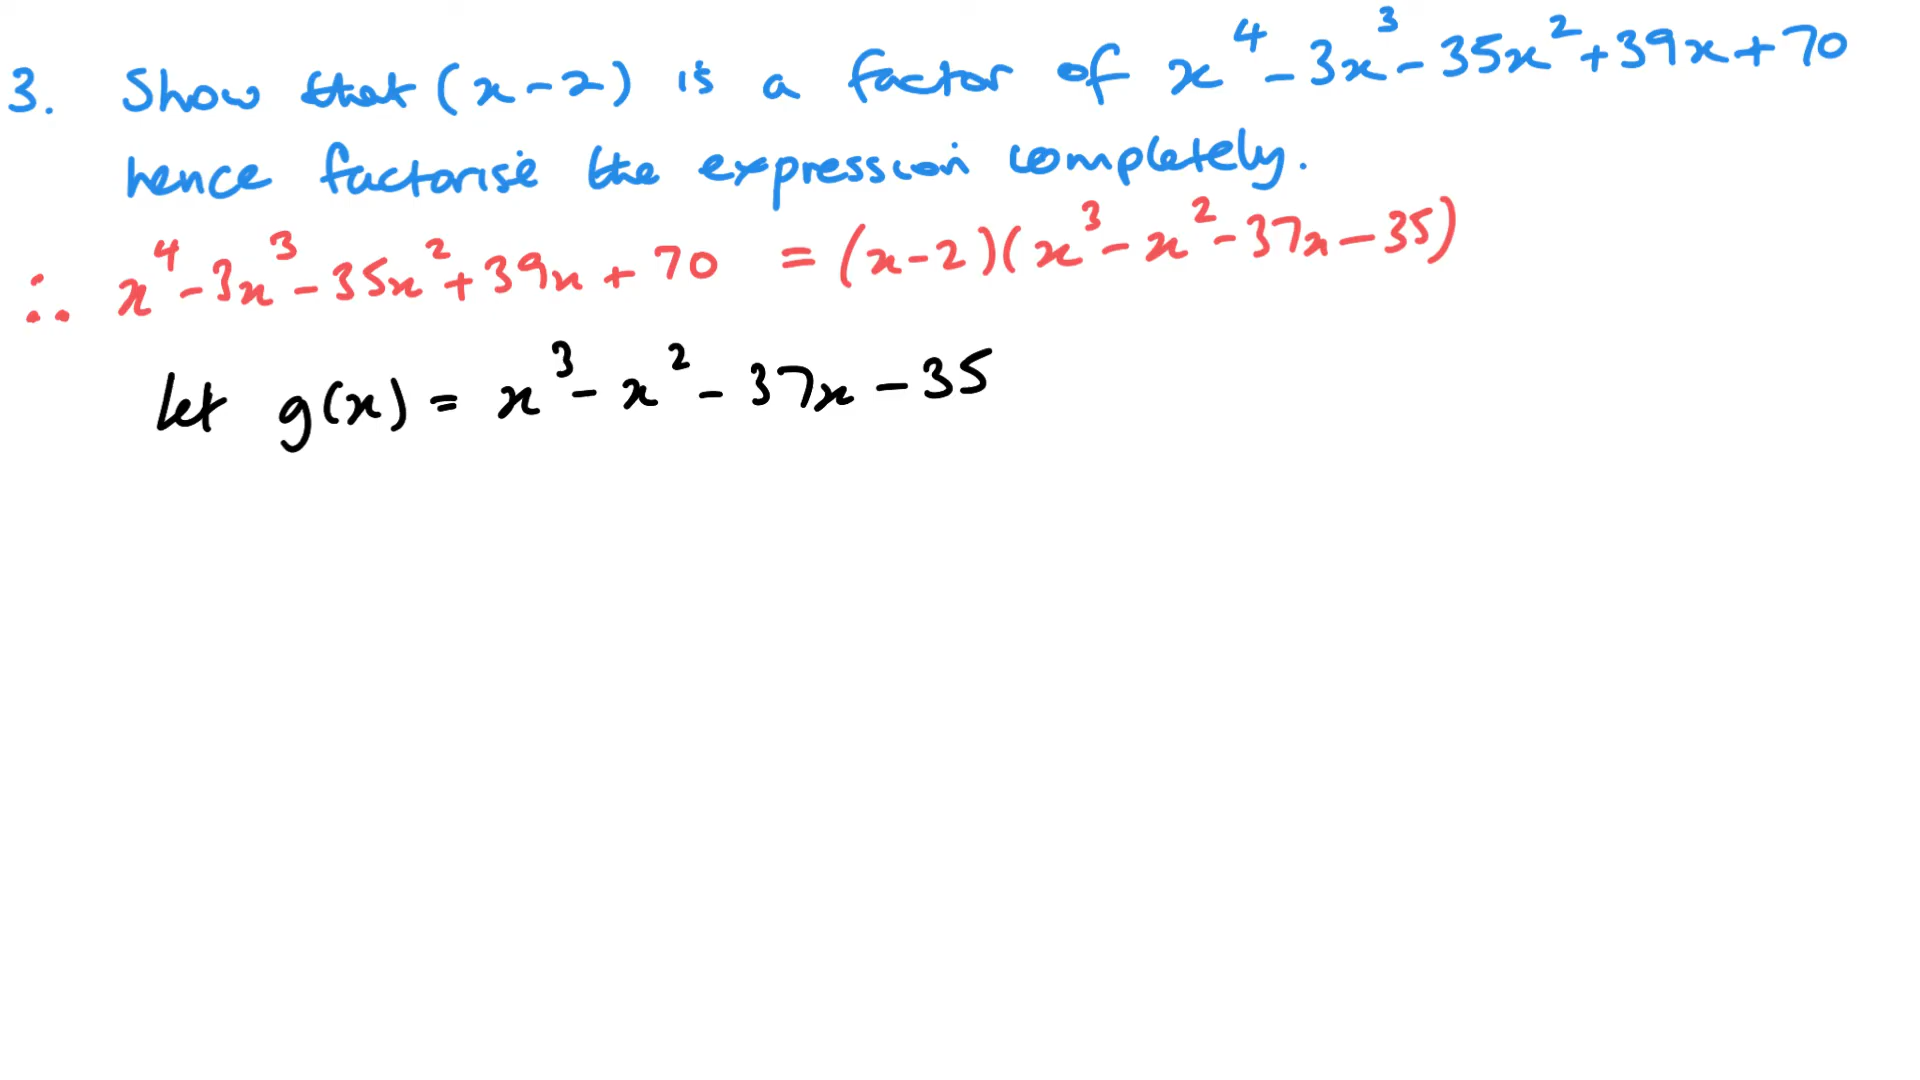 3. Show that (x-2) is a factor of x⁴-3x³-35x²+39x+70
hence factorise the expression completely.
∴ x⁴-3x³-35x²+39x+70 = (x-2)(x³-x²-37x-35)
let g(x) = x³-x²-37x-35